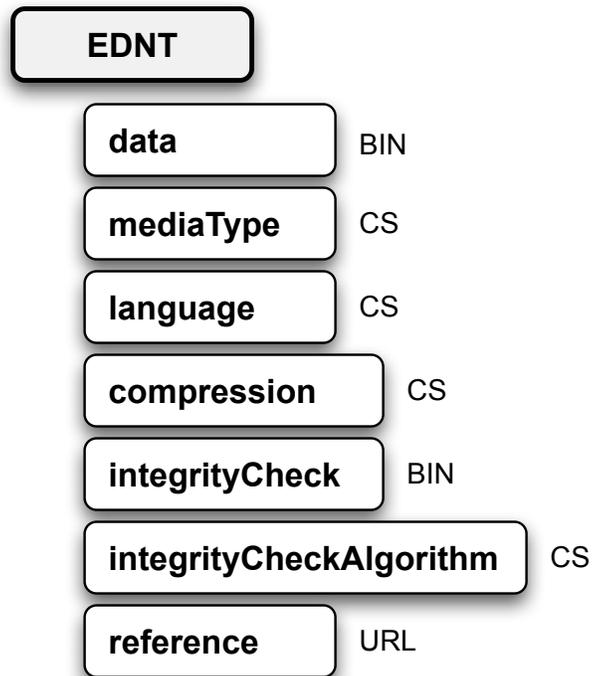 EDNT
data BIN
mediaType CS
language CS
compression CS
integrityCheck BIN
integrityCheckAlgorithm CS
reference URL